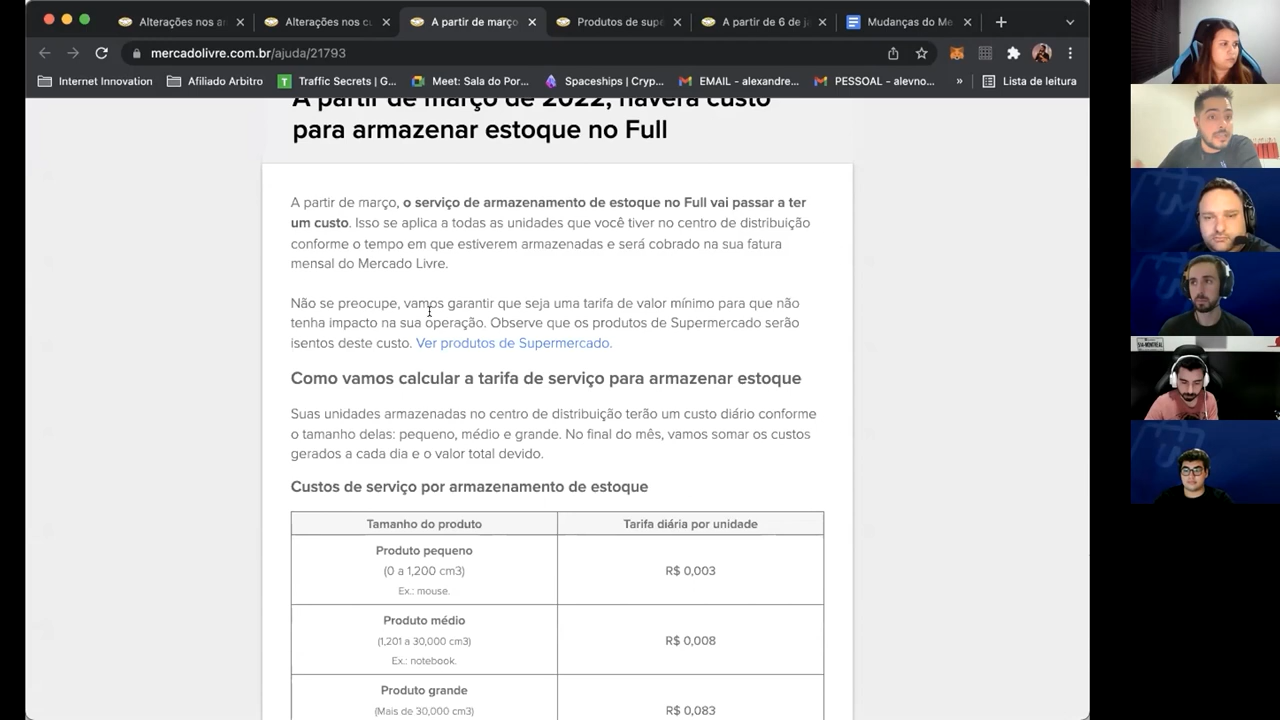 Alterações nos a
Alterações nos c
A partir de março
Produtos de sup
A partir de 6 de j
Mudanças do Me
mercadolivre.com.br/ajuda/21793
Internet Innovation
Afiliado Arbitro
Traffic Secrets | G...
Meet: Sala do Por...
Spaceships | Cryp...
EMAIL - alexandre...
PESSOAL - alevno...
»
Lista de leitura
A partir de março de 2022, haverá custo
para armazenar estoque no Full
A partir de março, o serviço de armazenamento de estoque no Full vai passar a ter
um custo. Isso se aplica a todas as unidades que você tiver no centro de distribuição
conforme o tempo em que estiverem armazenadas e será cobrado na sua fatura
mensal do Mercado Livre.
Não se preocupe, vamos garantir que seja uma tarifa de valor mínimo para que não
tenha impacto na sua operação. Observe que os produtos de Supermercado serão
isentos deste custo. Ver produtos de Supermercado.
Como vamos calcular a tarifa de serviço para armazenar estoque
Suas unidades armazenadas no centro de distribuição terão um custo diário conforme
o tamanho delas: pequeno, médio e grande. No final do mês, vamos somar os custos
gerados a cada dia e o valor total devido.
Custos de serviço por armazenamento de estoque
Tamanho do produto
Tarifa diária por unidade
Produto pequeno
(0 a 1,200 cm3)
Ex.: mouse.
R$ 0,003
Produto médio
(1,201 a 30,000 cm3)
Ex.: notebook.
R$ 0,008
Produto grande
(Mais de 30,000 cm3)
R$ 0,083